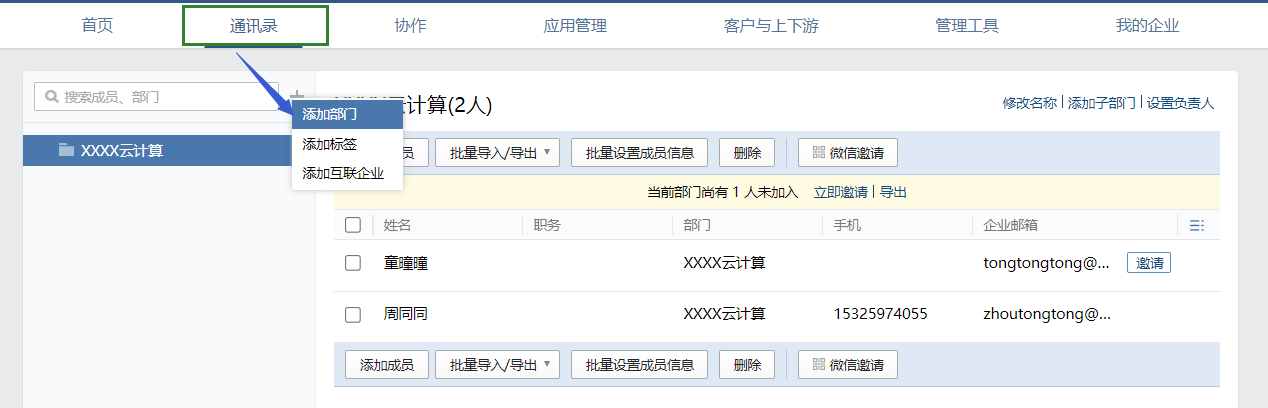 首页 通讯录 协作 应用管理 客户与上下游 管理工具 我的企业
搜索成员、部门
XXXX云计算
添加部门
添加标签
添加互联企业
云计算(2人)
修改名称 | 添加子部门 | 设置负责人
员 批量导入/导出 批量设置成员信息 删除 微信邀请
当前部门尚有 1 人未加入 立即邀请 | 导出
姓名 职务 部门 手机 企业邮箱
童曈曈 XXXX云计算 tongtongtong@... 邀请
周同同 XXXX云计算 15325974055 zhoutongtong@...
添加成员 批量导入/导出 批量设置成员信息 删除 微信邀请